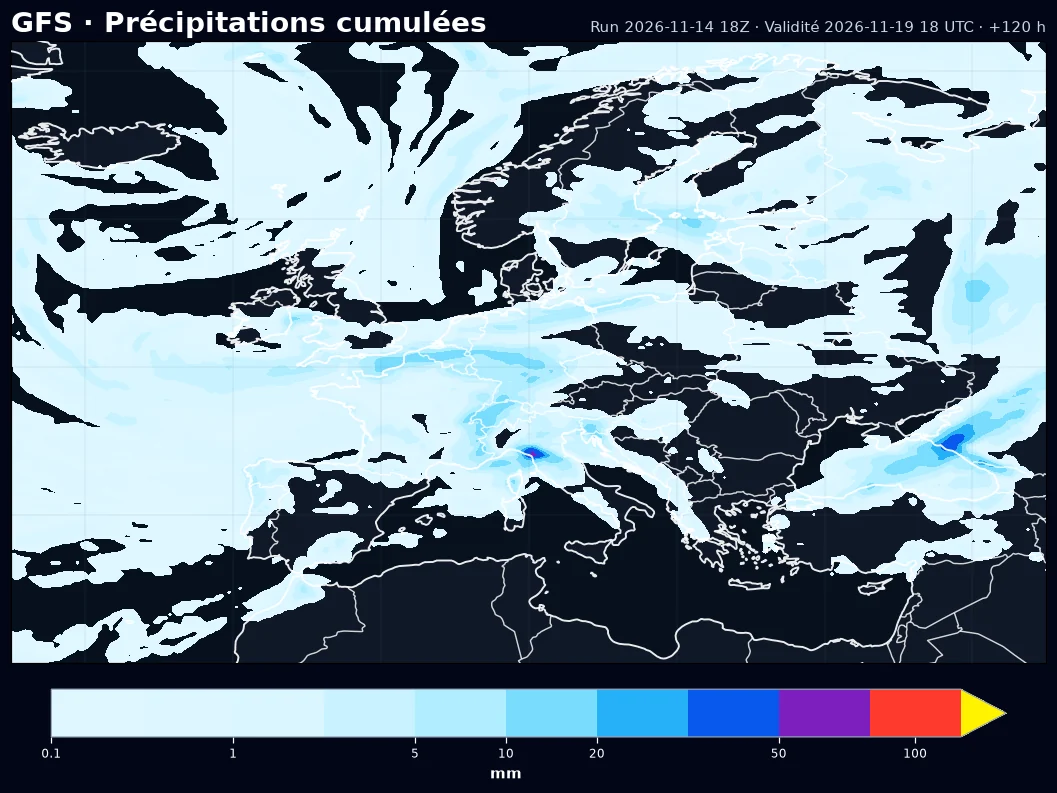 GFS · Précipitations cumulées
Run 2026-11-14 18Z · Validité 2026-11-19 18 UTC · +120 h
0.1 1 5 10 20 50 100
mm